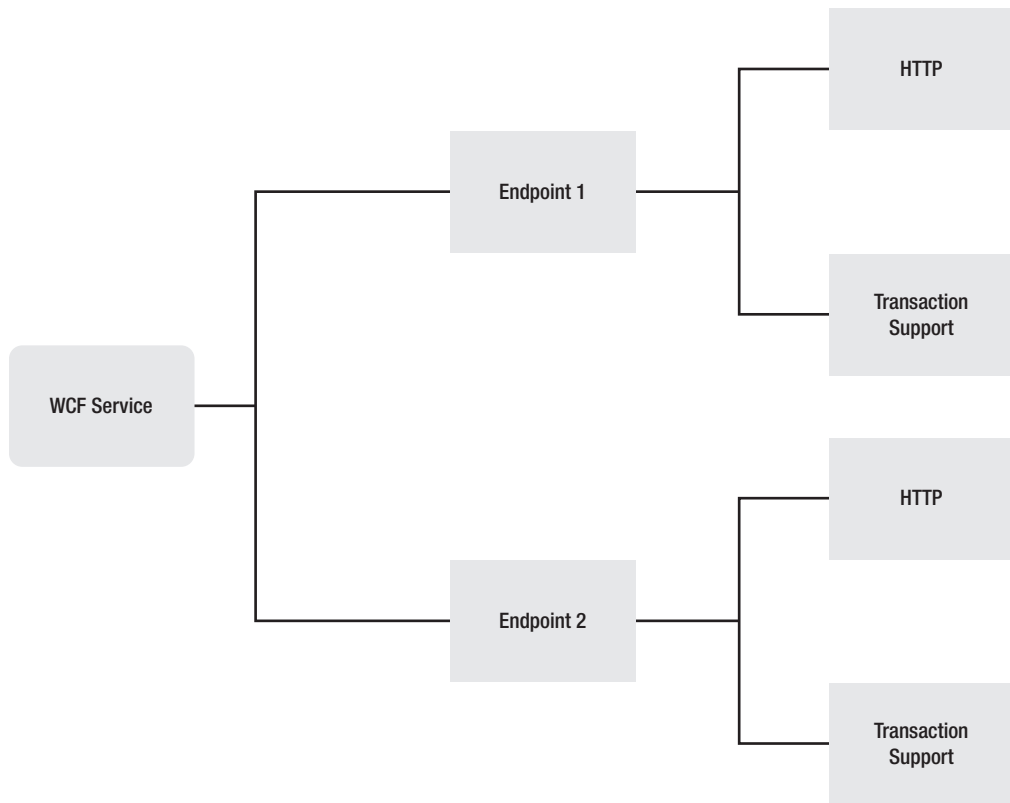 HTTP
Endpoint 1
Transaction
Support
WCF Service
HTTP
Endpoint 2
Transaction
Support